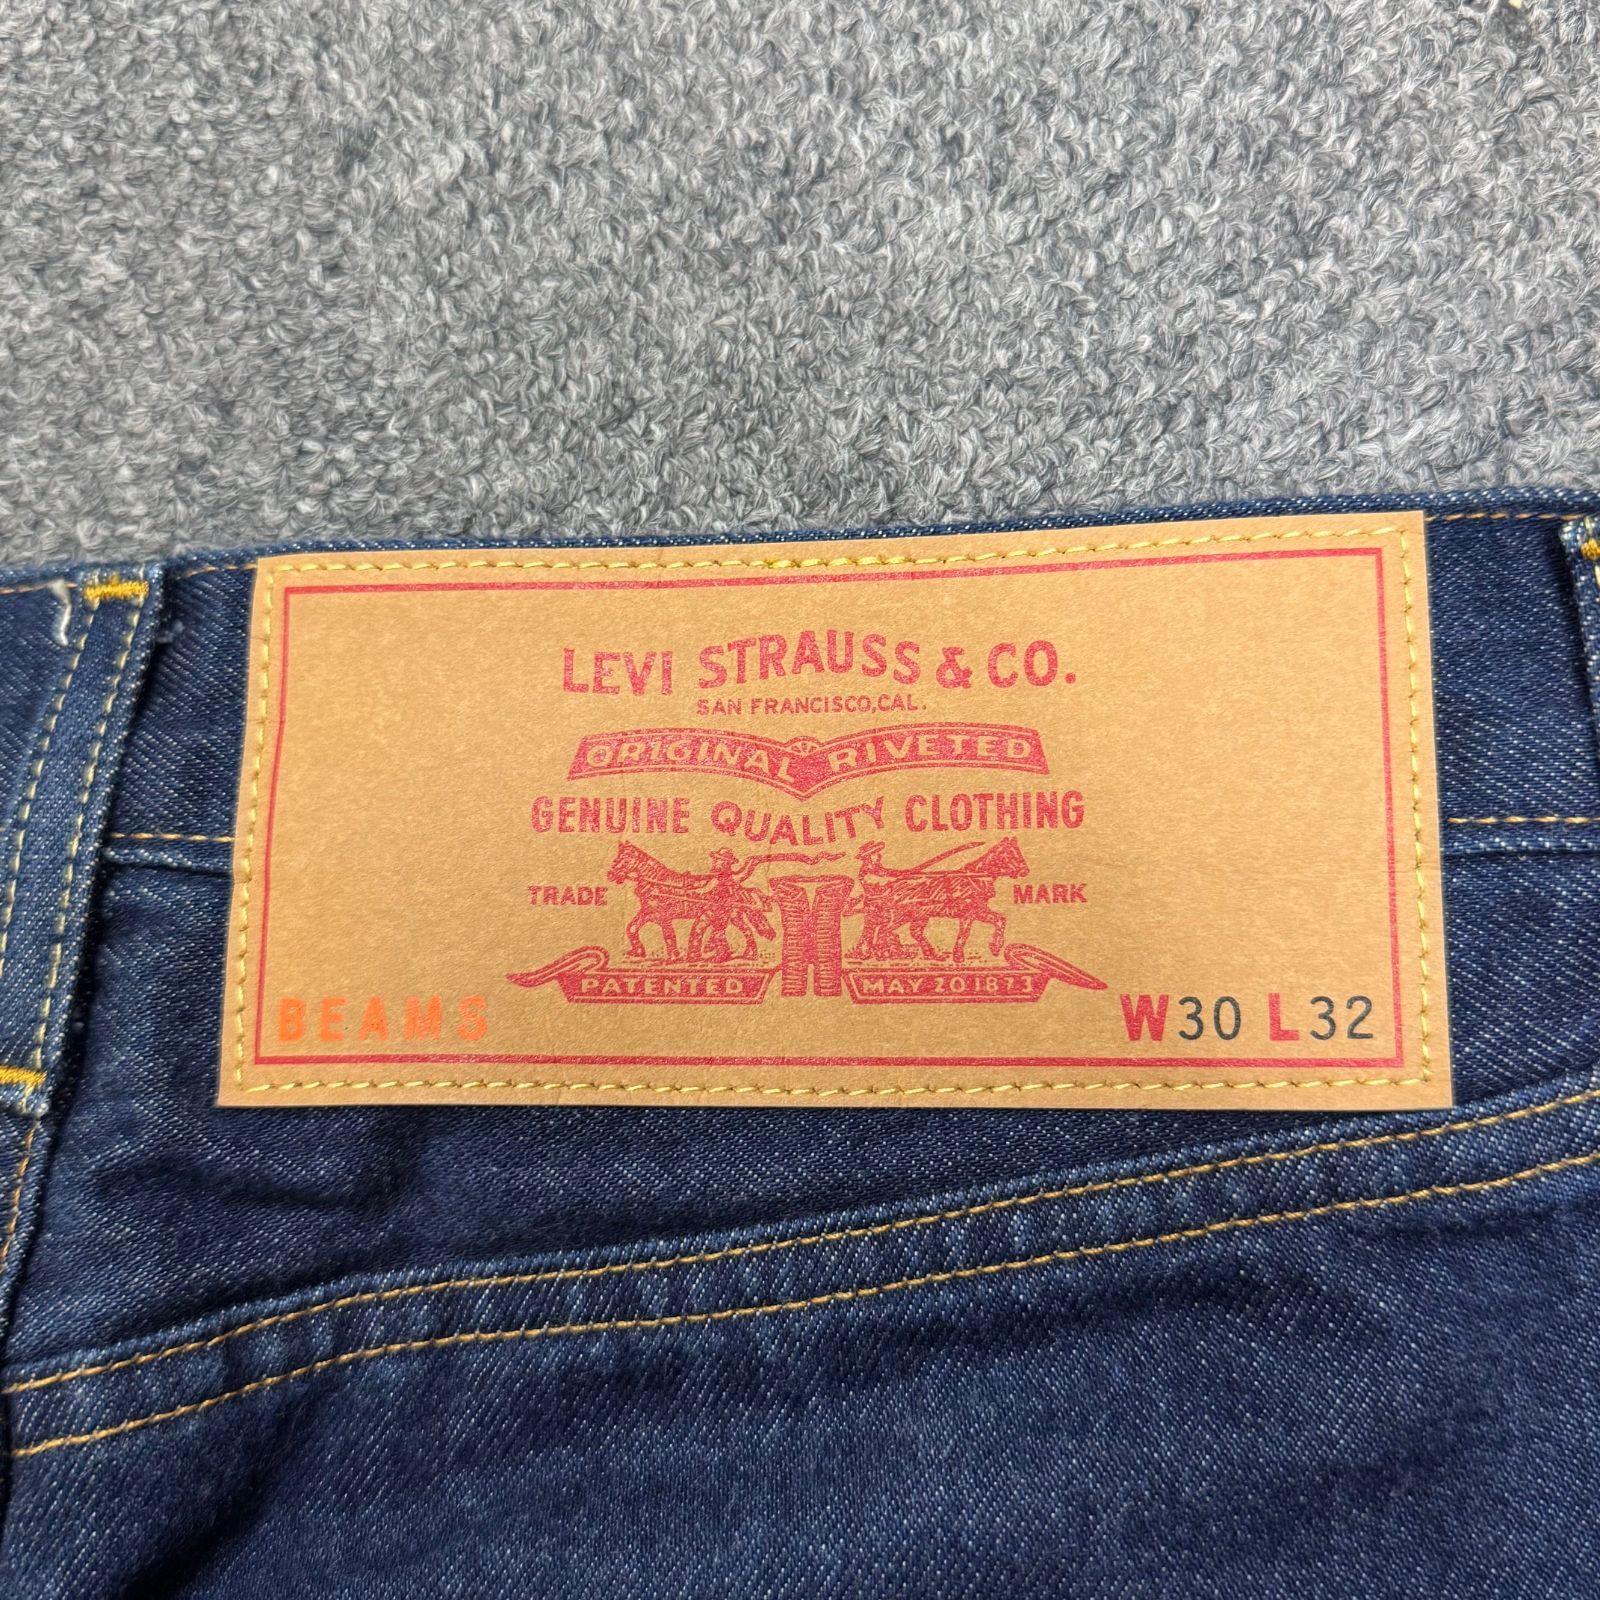 LEVI STRAUSS & CO.
SAN FRANCISCO, CAL.
ORIGINAL RIVETED
GENUINE QUALITY CLOTHING
TRADE MARK
PATENTED MAY 20 1873
BEAMS W30 L32